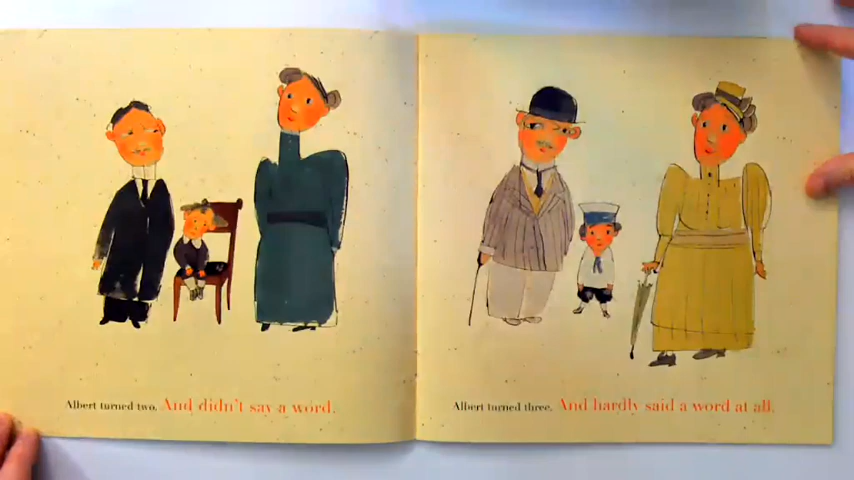 Albert turned two. And didn't say a word.
Albert turned three. And hardly said a word at all.